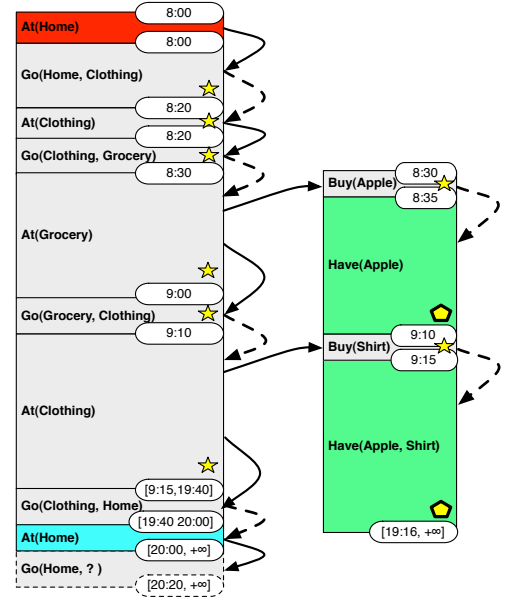 8:00
At(Home)
8:00
Go(Home, Clothing)
8:20
At(Clothing)
8:20
Go(Clothing, Grocery)
8:30
At(Grocery)
9:00
Go(Grocery, Clothing)
9:10
At(Clothing)
[9:15,19:40]
Go(Clothing, Home)
[19:40 20:00]
At(Home)
[20:00, +∞]
Go(Home, ? )
[20:20, +∞]
8:30
Buy(Apple)
8:35
Have(Apple)
9:10
Buy(Shirt)
9:15
Have(Apple, Shirt)
[19:16, +∞]